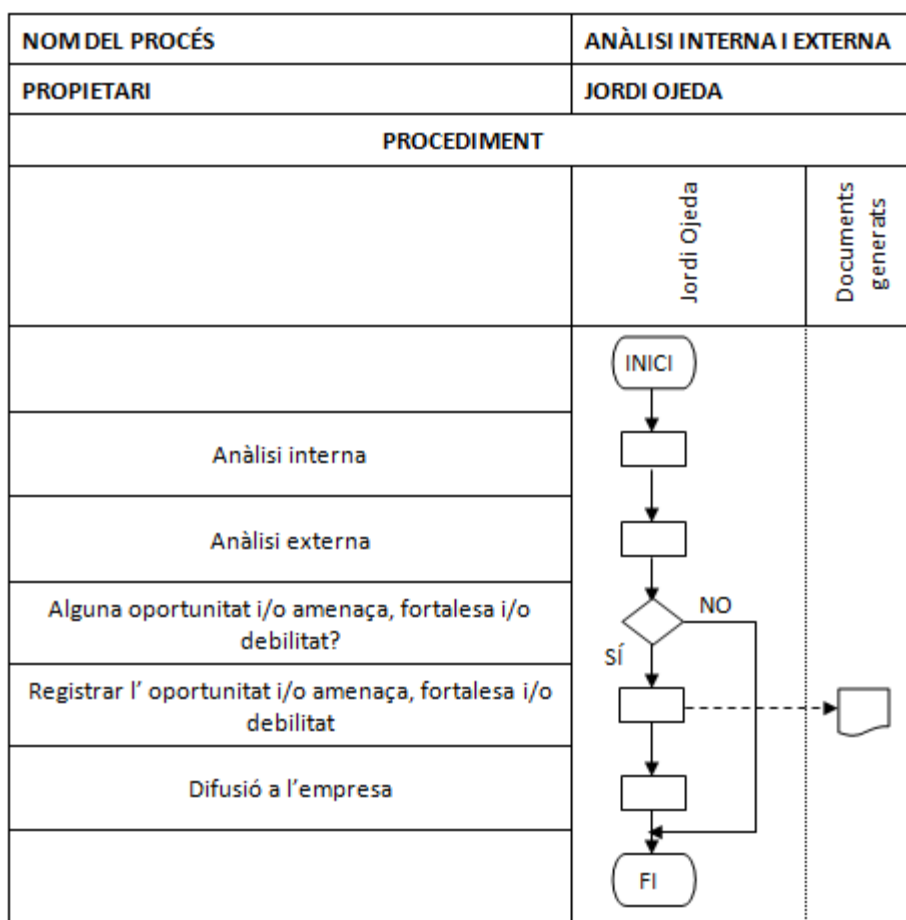 NOM DEL PROCÉS
ANÀLISI INTERNA I EXTERNA
PROPIETARI
JORDI OJEDA
PROCEDIMENT
Jordi Ojeda
Documents
generats
INICI
Anàlisi interna
Anàlisi externa
Alguna oportunitat i/o amenaça, fortalesa i/o
debilitat?
NO
SÍ
Registrar l’ oportunitat i/o amenaça, fortalesa i/o
debilitat
Difusió a l’empresa
FI